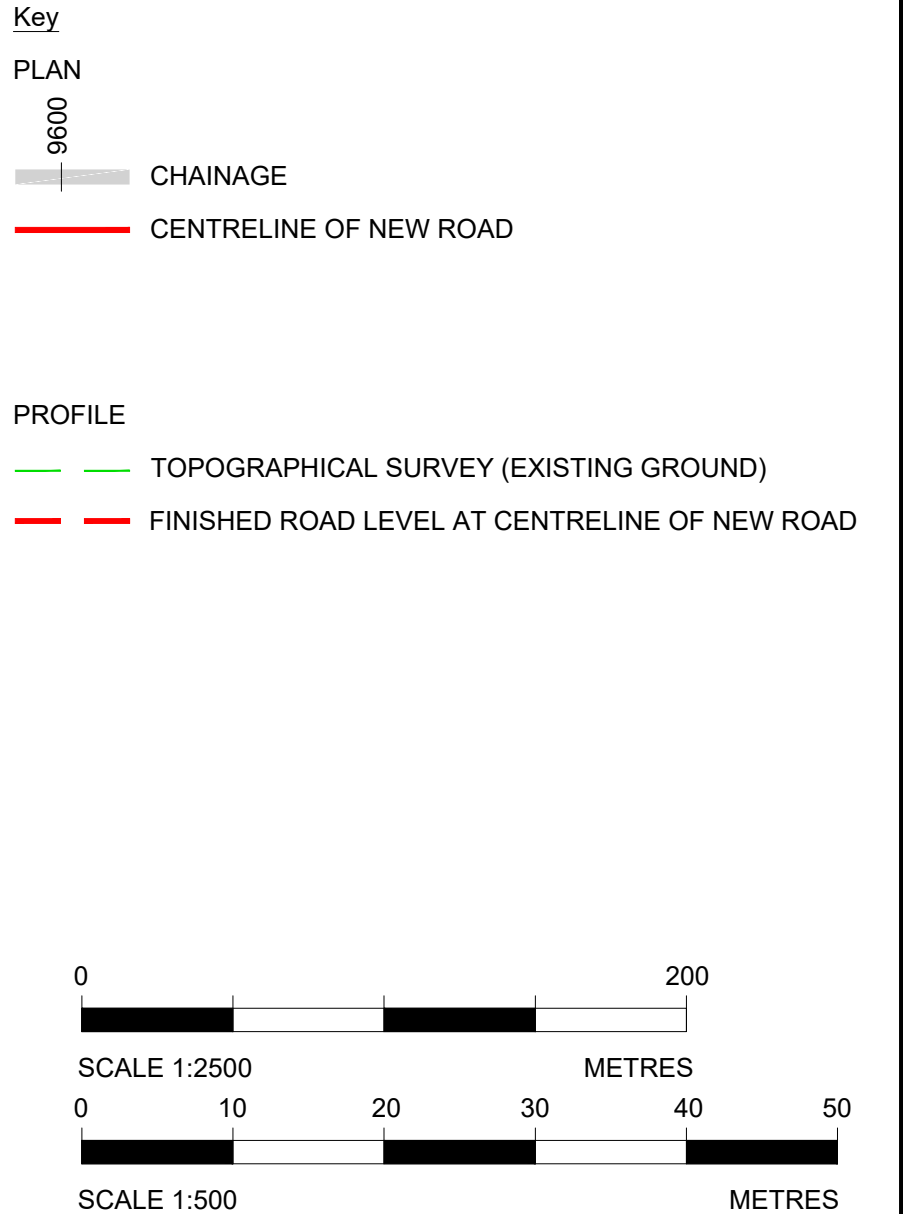 Key
PLAN
9600
CHAINAGE
CENTRELINE OF NEW ROAD
PROFILE
TOPOGRAPHICAL SURVEY (EXISTING GROUND)
FINISHED ROAD LEVEL AT CENTRELINE OF NEW ROAD
0 200
SCALE 1:2500 METRES
0 10 20 30 40 50
SCALE 1:500 METRES